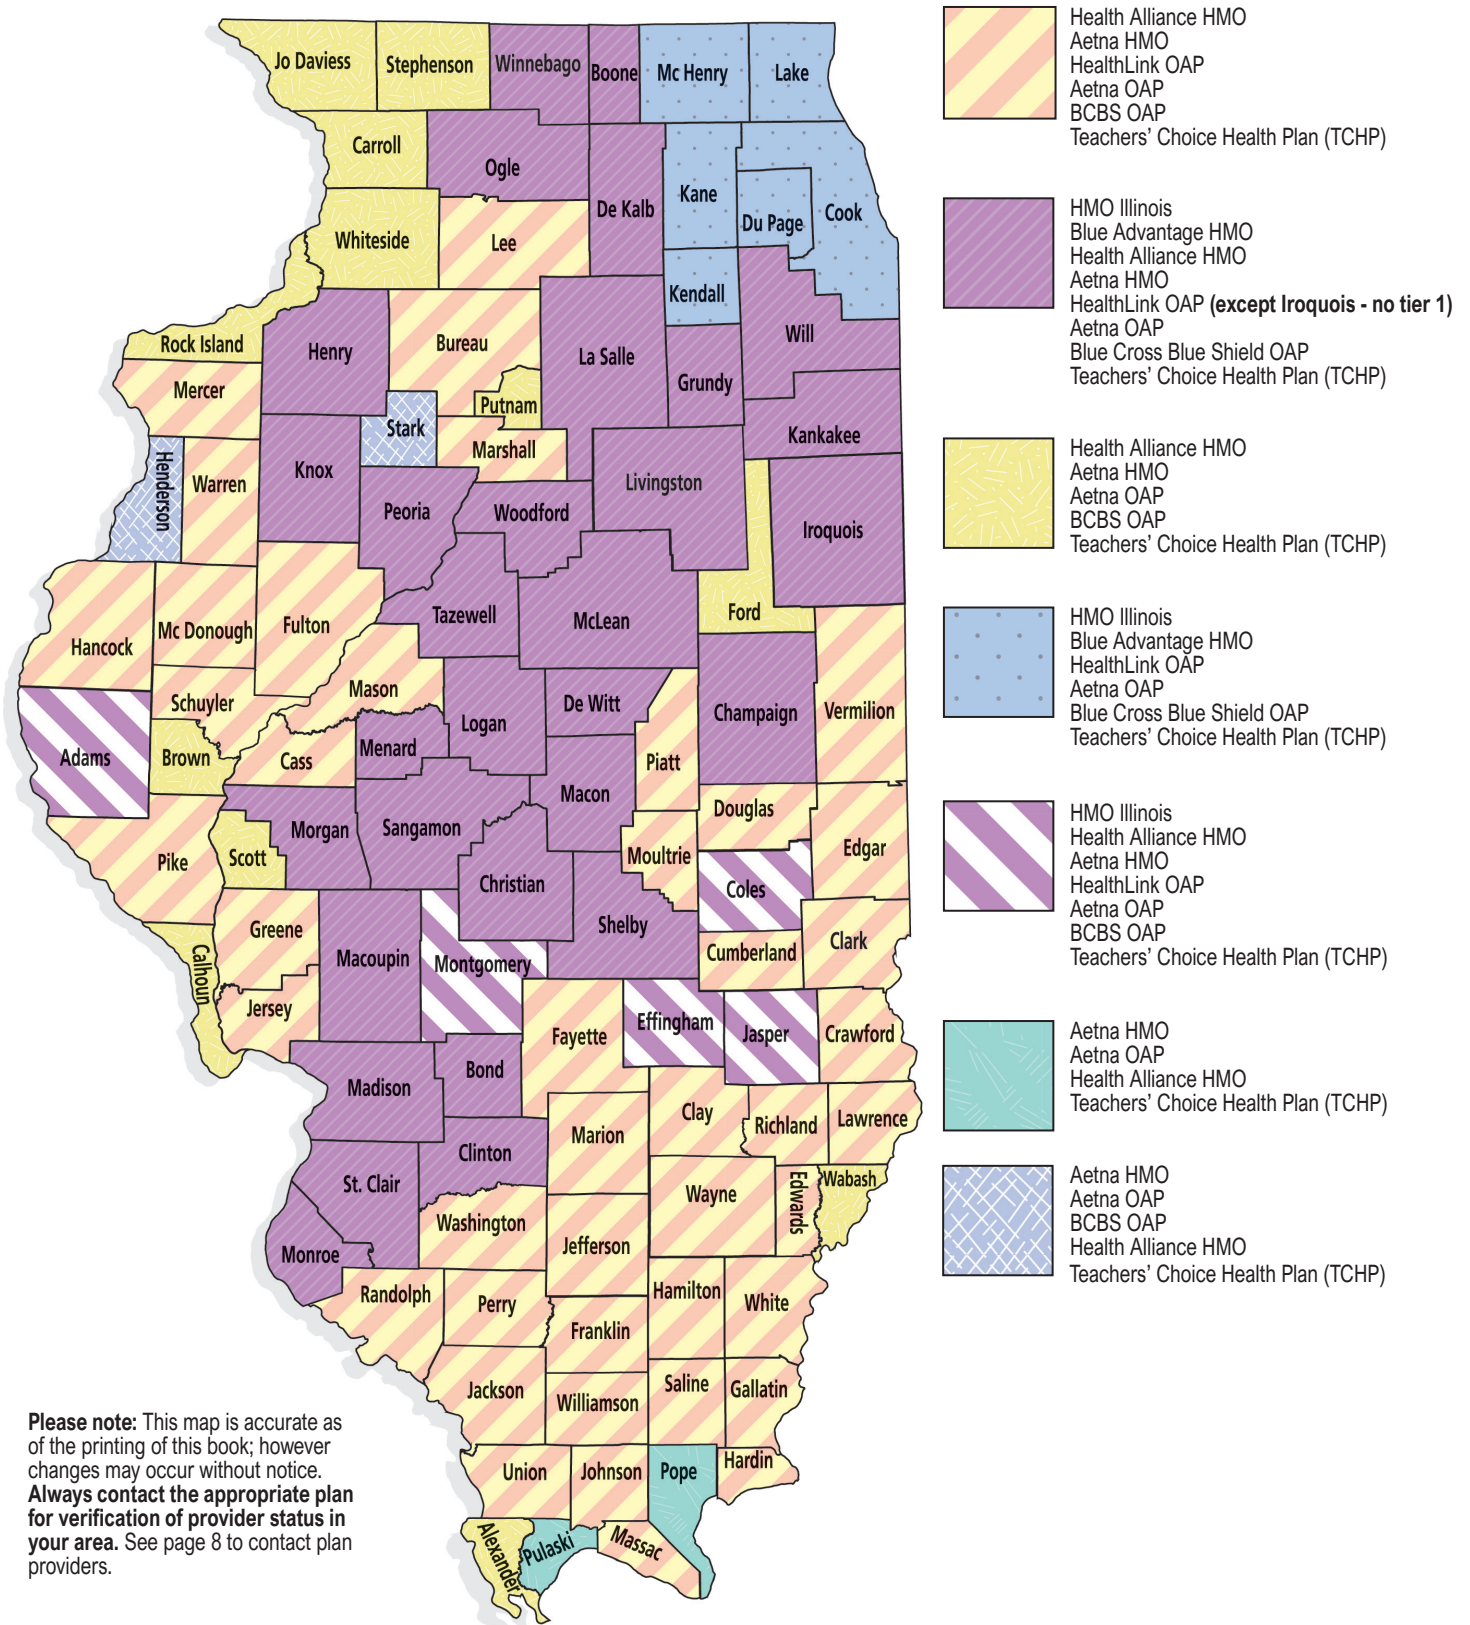 Jo Daviess
Stephenson
Winnebago
Boone
Mc Henry
Lake
Carroll
Ogle
De Kalb
Kane
Du Page
Cook
Whiteside
Lee
Kendall
Will
Rock Island
Henry
Bureau
La Salle
Grundy
Mercer
Putnam
Stark
Marshall
Kankakee
Henderson
Warren
Knox
Peoria
Woodford
Livingston
Iroquois
Hancock
Mc Donough
Fulton
Tazewell
McLean
Ford
Schuyler
Mason
Logan
De Witt
Champaign
Vermilion
Adams
Brown
Cass
Menard
Piatt
Macon
Douglas
Pike
Scott
Morgan
Sangamon
Christian
Moultrie
Edgar
Coles
Shelby
Greene
Macoupin
Montgomery
Cumberland
Clark
Calhoun
Jersey
Fayette
Effingham
Jasper
Crawford
Madison
Bond
Clay
Richland
Lawrence
Marion
Clinton
St. Clair
Wayne
Edwards
Wabash
Washington
Jefferson
Monroe
Randolph
Perry
Hamilton
White
Franklin
Jackson
Williamson
Saline
Gallatin
Union
Johnson
Pope
Hardin
Alexander
Pulaski
Massac
Health Alliance HMO
Aetna HMO
HealthLink OAP
Aetna OAP
BCBS OAP
Teachers’ Choice Health Plan (TCHP)
HMO Illinois
Blue Advantage HMO
Health Alliance HMO
Aetna HMO
HealthLink OAP (except Iroquois - no tier 1)
Aetna OAP
Blue Cross Blue Shield OAP
Teachers’ Choice Health Plan (TCHP)
Health Alliance HMO
Aetna HMO
Aetna OAP
BCBS OAP
Teachers’ Choice Health Plan (TCHP)
HMO Illinois
Blue Advantage HMO
HealthLink OAP
Aetna OAP
Blue Cross Blue Shield OAP
Teachers’ Choice Health Plan (TCHP)
HMO Illinois
Health Alliance HMO
Aetna HMO
HealthLink OAP
Aetna OAP
BCBS OAP
Teachers’ Choice Health Plan (TCHP)
Aetna HMO
Aetna OAP
Health Alliance HMO
Teachers’ Choice Health Plan (TCHP)
Aetna HMO
Aetna OAP
BCBS OAP
Health Alliance HMO
Teachers’ Choice Health Plan (TCHP)
Please note: This map is accurate as
of the printing of this book; however
changes may occur without notice.
Always contact the appropriate plan
for verification of provider status in
your area. See page 8 to contact plan
providers.